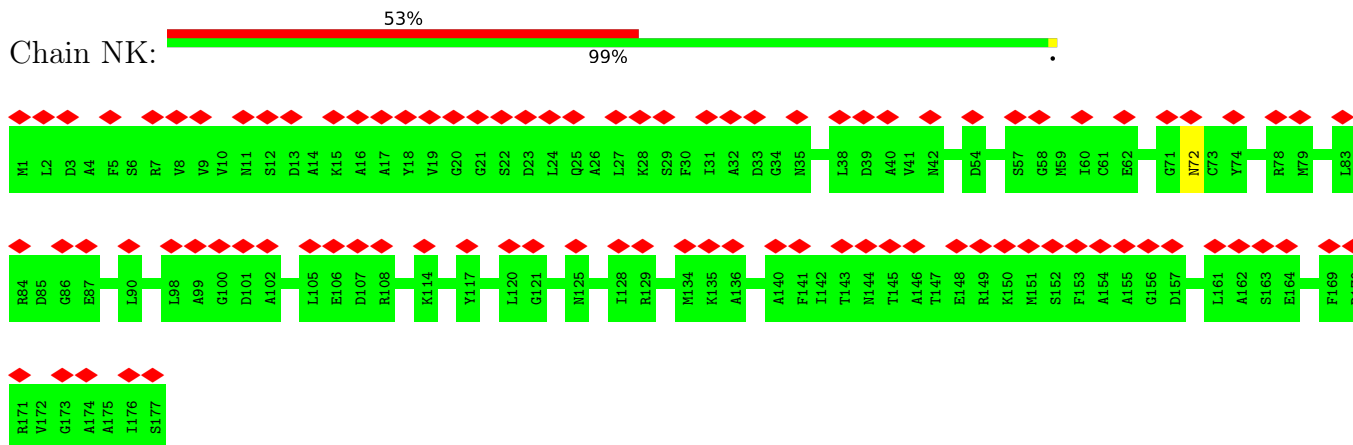 53%
Chain NK:
99%
.
M1 L2 D3 A4 F5 S6 R7 V8 V9 V10 N11 S12 D13 A14 K15 A16 A17 Y18 V19 G20 G21 S22 D23 L24 Q25 A26 L27 K28 S29 F30 I31 A32 D33 G34 N35 L38 D39 A40 V41 N42 D54 S57 G58 M59 I60 C61 E62 G71 N72 C73 Y74 R78 M79 L83
R84 D85 G86 E87 L90 L98 A99 G100 D101 A102 L105 E106 D107 R108 K114 Y117 L120 G121 N125 I128 R129 M134 K135 A136 A140 F141 I142 T143 N144 T145 A146 T147 E148 R149 K150 M151 S152 F153 A154 A155 G156 D157 L161 A162 S163 E164 F169
R171 V172 G173 A174 A175 I176 S177